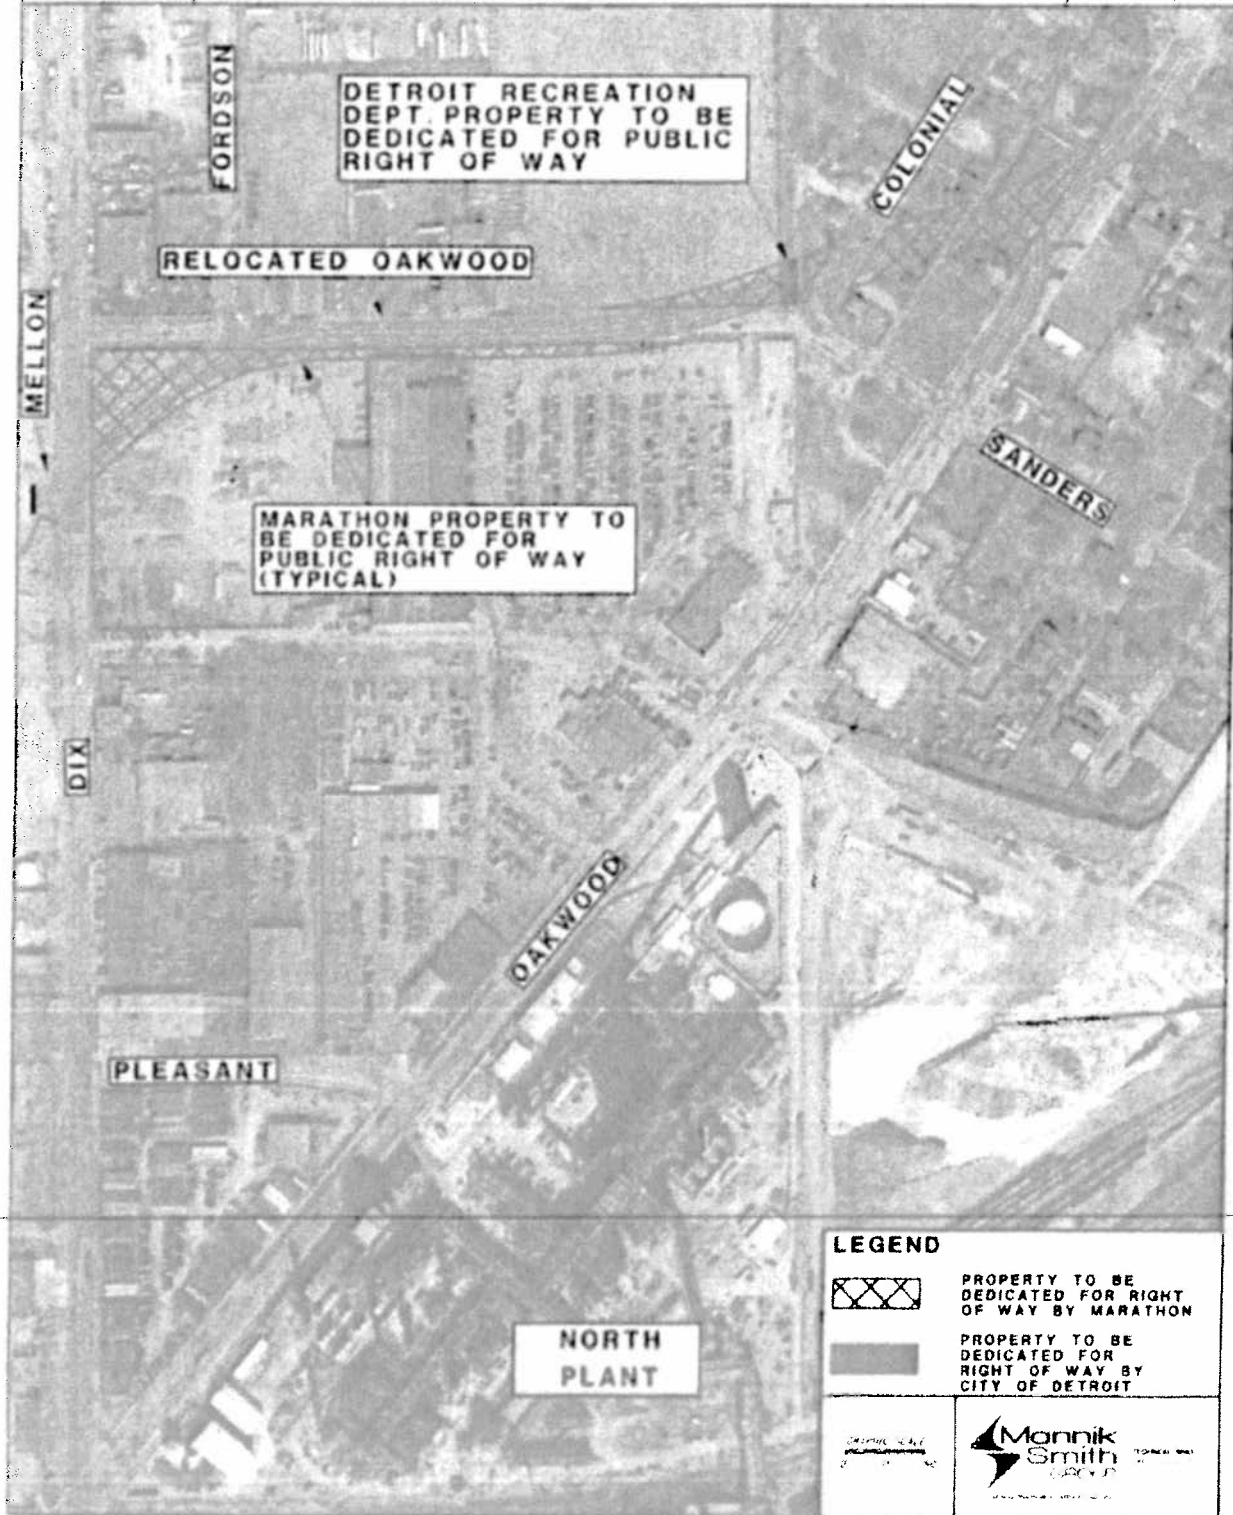 FORDSON
DETROIT RECREATION
DEPT. PROPERTY TO BE
DEDICATED FOR PUBLIC
RIGHT OF WAY
COLONIAL
RELOCATED OAKWOOD
MELLON
SANDERS
MARATHON PROPERTY TO
BE DEDICATED FOR
PUBLIC RIGHT OF WAY
(TYPICAL)
DIX
OAKWOOD
PLEASANT
NORTH
PLANT
LEGEND
PROPERTY TO BE
DEDICATED FOR RIGHT
OF WAY BY MARATHON
PROPERTY TO BE
DEDICATED FOR
RIGHT OF WAY BY
CITY OF DETROIT
GRAPHIC SCALE
Mannik
Smith
GROUP